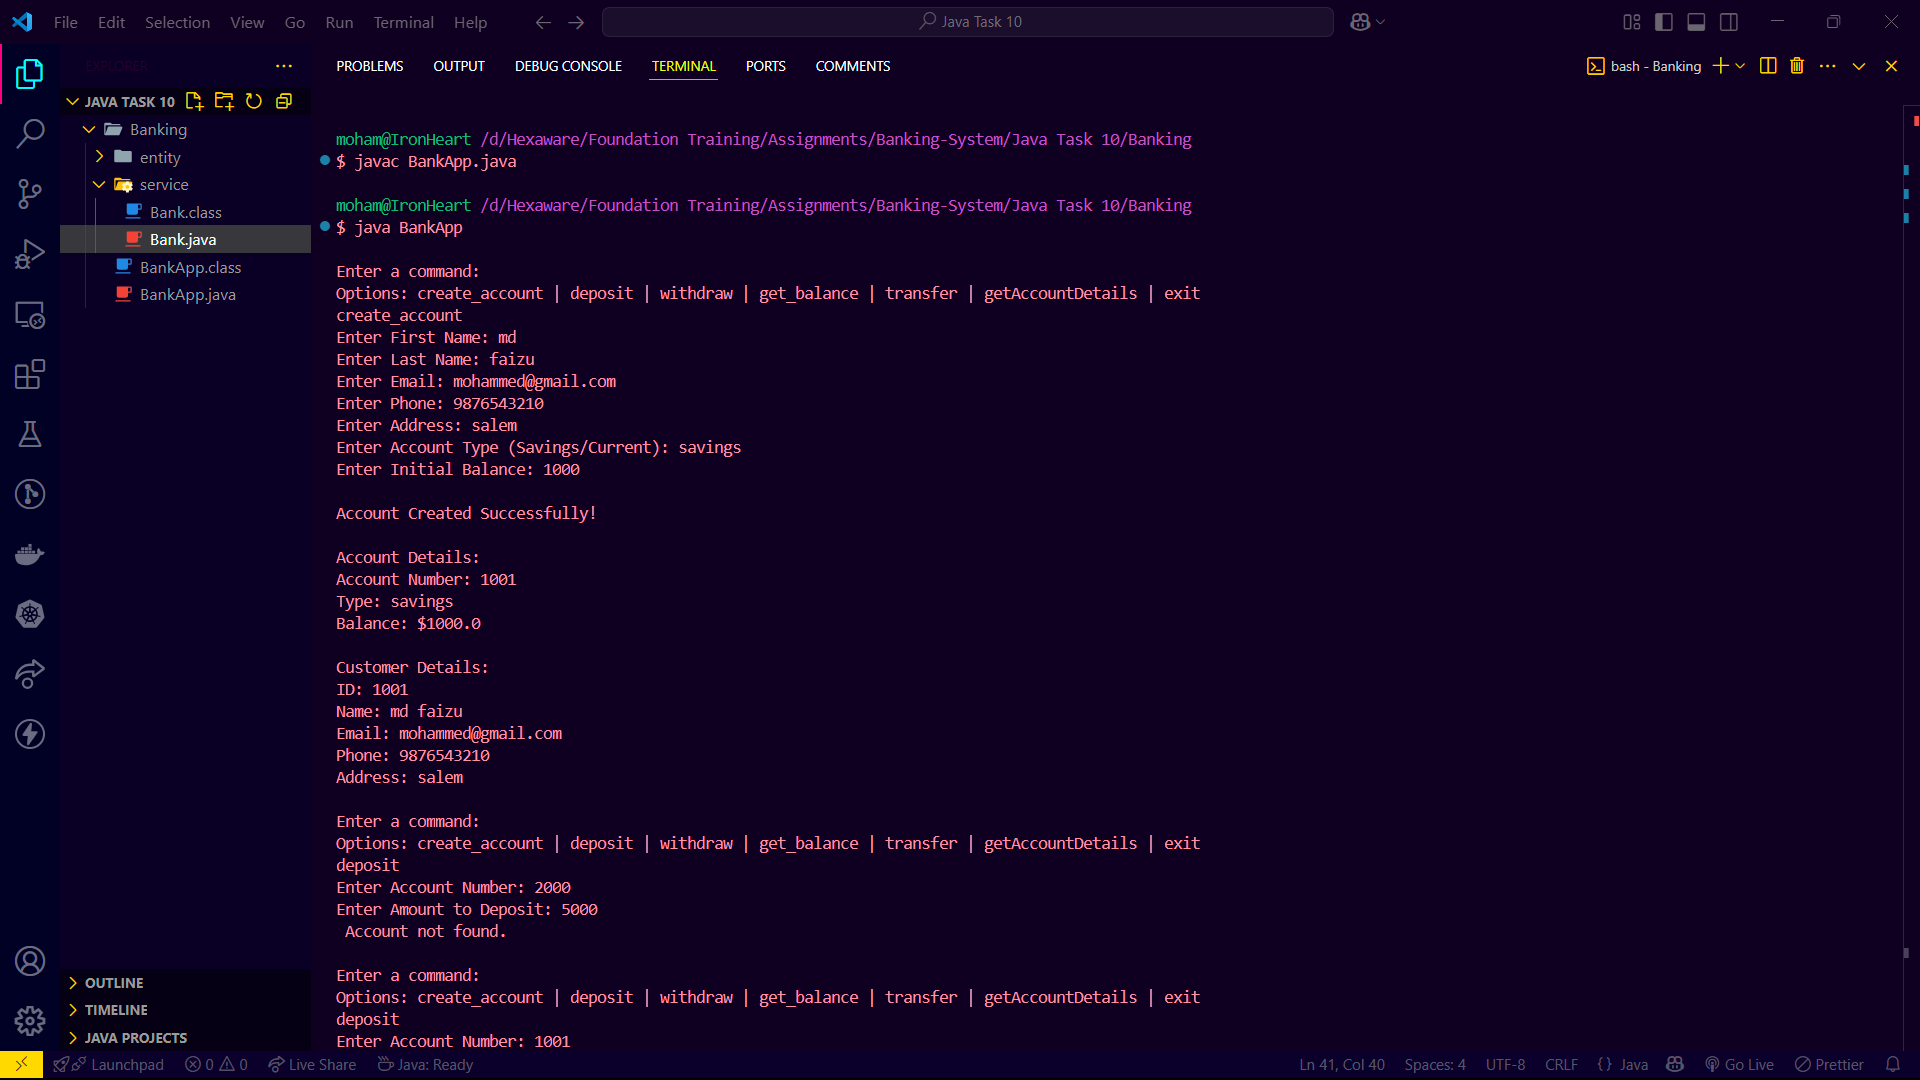 File Edit Selection View Go Run Terminal Help
Java Task 10
EXPLORER
PROBLEMS OUTPUT DEBUG CONSOLE TERMINAL PORTS COMMENTS
bash - Banking
JAVA TASK 10
Banking
entity
service
Bank.class
Bank.java
BankApp.class
BankApp.java
moham@IronHeart /d/Hexaware/Foundation Training/Assignments/Banking-System/Java Task 10/Banking
$ javac BankApp.java
moham@IronHeart /d/Hexaware/Foundation Training/Assignments/Banking-System/Java Task 10/Banking
$ java BankApp
Enter a command:
Options: create_account | deposit | withdraw | get_balance | transfer | getAccountDetails | exit
create_account
Enter First Name: md
Enter Last Name: faizu
Enter Email: mohammed@gmail.com
Enter Phone: 9876543210
Enter Address: salem
Enter Account Type (Savings/Current): savings
Enter Initial Balance: 1000
Account Created Successfully!
Account Details:
Account Number: 1001
Type: savings
Balance: $1000.0
Customer Details:
ID: 1001
Name: md faizu
Email: mohammed@gmail.com
Phone: 9876543210
Address: salem
Enter a command:
Options: create_account | deposit | withdraw | get_balance | transfer | getAccountDetails | exit
deposit
Enter Account Number: 2000
Enter Amount to Deposit: 5000
Account not found.
Enter a command:
Options: create_account | deposit | withdraw | get_balance | transfer | getAccountDetails | exit
deposit
Enter Account Number: 1001
OUTLINE
TIMELINE
JAVA PROJECTS
Launchpad 0 0 Live Share Java: Ready Ln 41, Col 40 Spaces: 4 UTF-8 CRLF {} Java Go Live Prettier